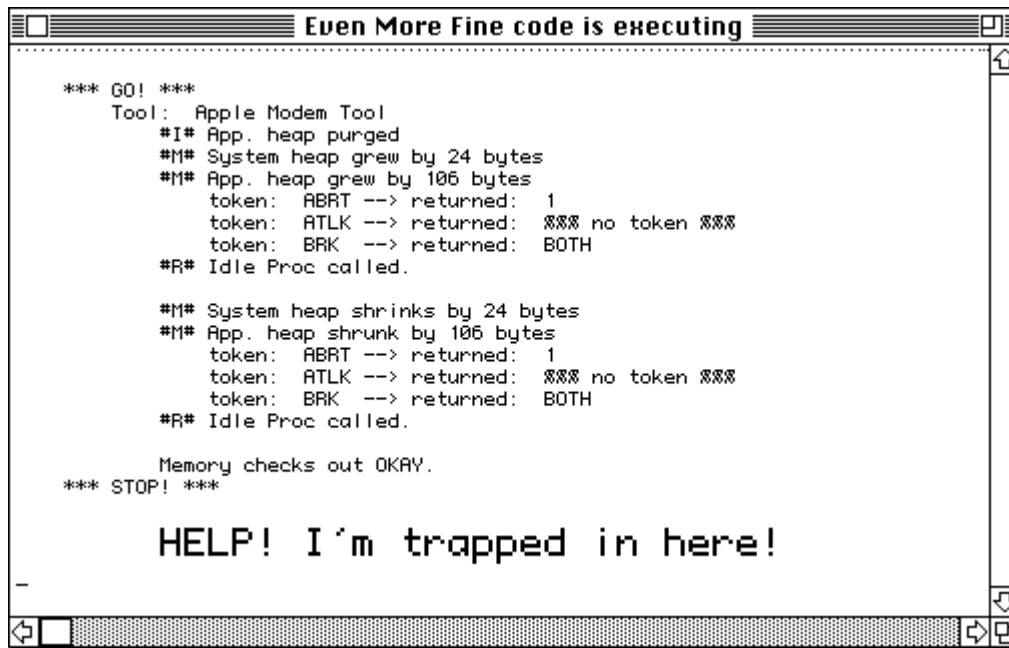 Even More Fine code is executing
*** GO! ***
Tool:  Apple Modem Tool
#I# App. heap purged
#M# System heap grew by 24 bytes
#M# App. heap grew by 106 bytes
token:  ABRT --> returned:  1
token:  ATLK --> returned:  %%% no token %%%
token:  BRK  --> returned:  BOTH
#R# Idle Proc called.
#M# System heap shrinks by 24 bytes
#M# App. heap shrunk by 106 bytes
token:  ABRT --> returned:  1
token:  ATLK --> returned:  %%% no token %%%
token:  BRK  --> returned:  BOTH
#R# Idle Proc called.
Memory checks out OKAY.
*** STOP! ***
HELP! I´m trapped in here!
_